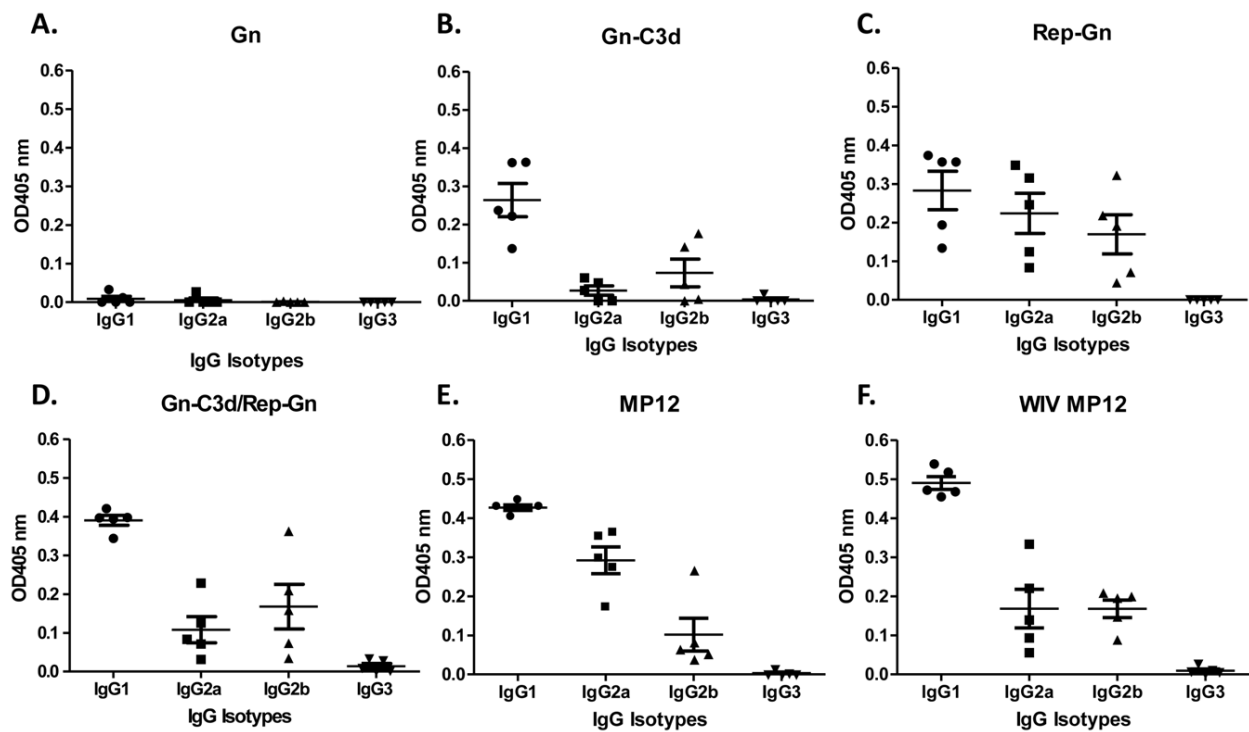 A.
Gn
0.6
0.5
0.4
0.3
0.2
0.1
0.0
OD405 nm
IgG1 IgG2a IgG2b IgG3
IgG Isotypes
B.
Gn-C3d
0.6
0.5
0.4
0.3
0.2
0.1
0.0
OD405 nm
IgG1 IgG2a IgG2b IgG3
IgG Isotypes
C.
Rep-Gn
0.6
0.5
0.4
0.3
0.2
0.1
0.0
OD405 nm
IgG1 IgG2a IgG2b IgG3
IgG Isotypes
D.
Gn-C3d/Rep-Gn
0.6
0.5
0.4
0.3
0.2
0.1
0.0
OD405 nm
IgG1 IgG2a IgG2b IgG3
IgG Isotypes
E.
MP12
0.6
0.5
0.4
0.3
0.2
0.1
0.0
OD405 nm
IgG1 IgG2a IgG2b IgG3
IgG Isotypes
F.
WIV MP12
0.6
0.5
0.4
0.3
0.2
0.1
0.0
OD405 nm
IgG1 IgG2a IgG2b IgG3
IgG Isotypes